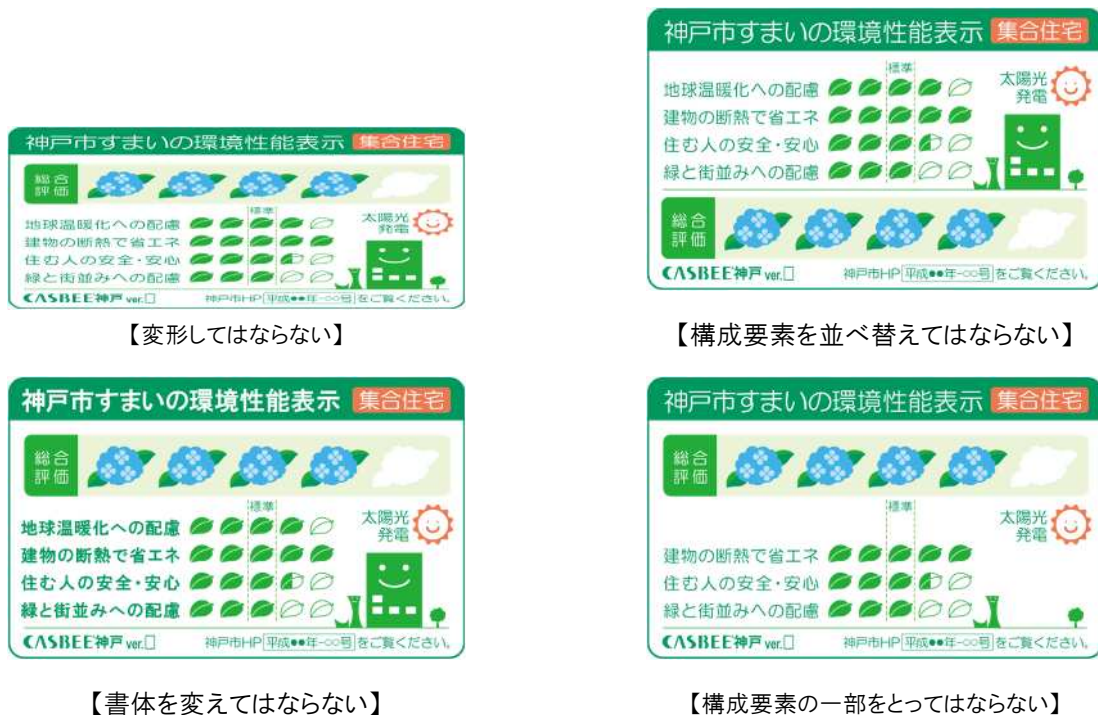 神戸市すまいの環境性能表示 集合住宅
総合
評価
標準
地球温暖化への配慮
建物の断熱で省エネ
住む人の安全・安心
緑と街並みへの配慮
太陽光
発電
CASBEE神戸 ver.□ 神戸市HP 平成●●年-○○号 をご覧ください。
【変形してはならない】
神戸市すまいの環境性能表示 集合住宅
標準
地球温暖化への配慮
建物の断熱で省エネ
住む人の安全・安心
緑と街並みへの配慮
太陽光
発電
総合
評価
CASBEE神戸 ver.□ 神戸市HP 平成●●年-○○号 をご覧ください。
【構成要素を並べ替えてはならない】
神戸市すまいの環境性能表示 集合住宅
総合
評価
標準
地球温暖化への配慮
建物の断熱で省エネ
住む人の安全・安心
緑と街並みへの配慮
太陽光
発電
CASBEE神戸 ver.□ 神戸市HP 平成●●年-○○号 をご覧ください。
【書体を変えてはならない】
神戸市すまいの環境性能表示 集合住宅
総合
評価
標準
建物の断熱で省エネ
住む人の安全・安心
緑と街並みへの配慮
太陽光
発電
CASBEE神戸 ver.□ 神戸市HP 平成●●年-○○号 をご覧ください。
【構成要素の一部をとってはならない】